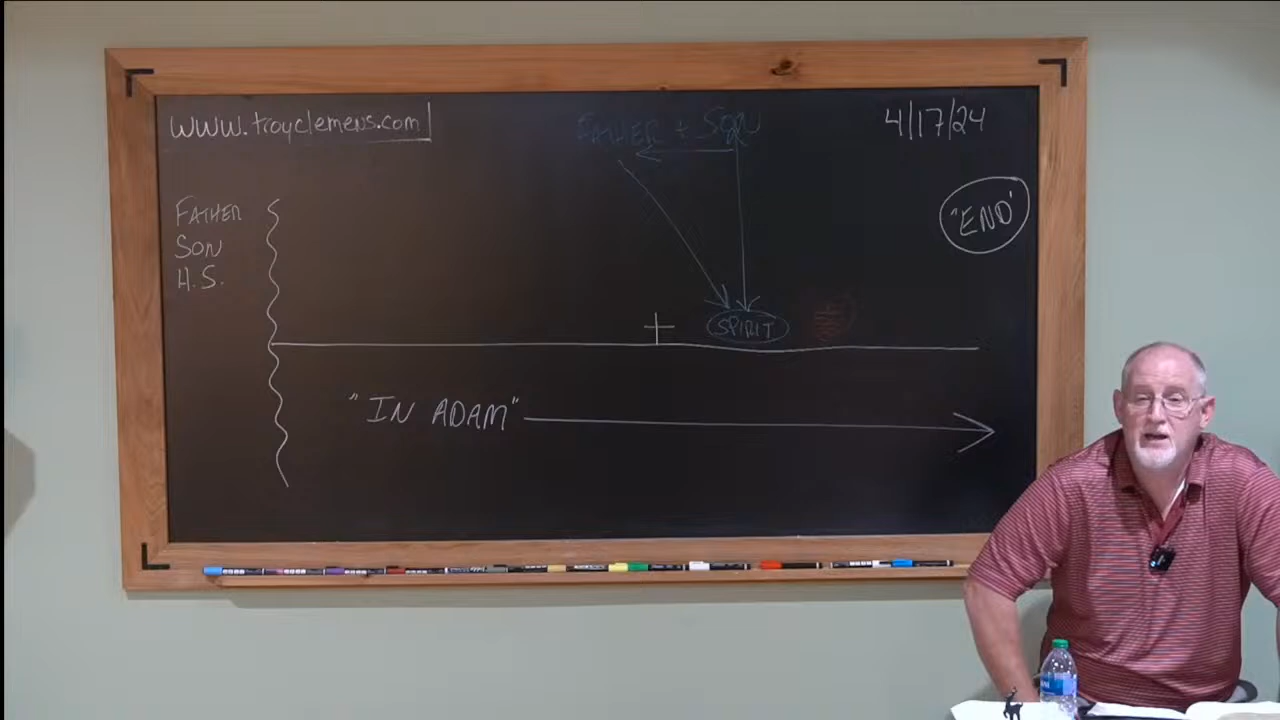 www.troyclemens.com
FATHER + SON
4/17/24
FATHER
SON
H.S.
"END"
SPIRIT
"IN ADAM"